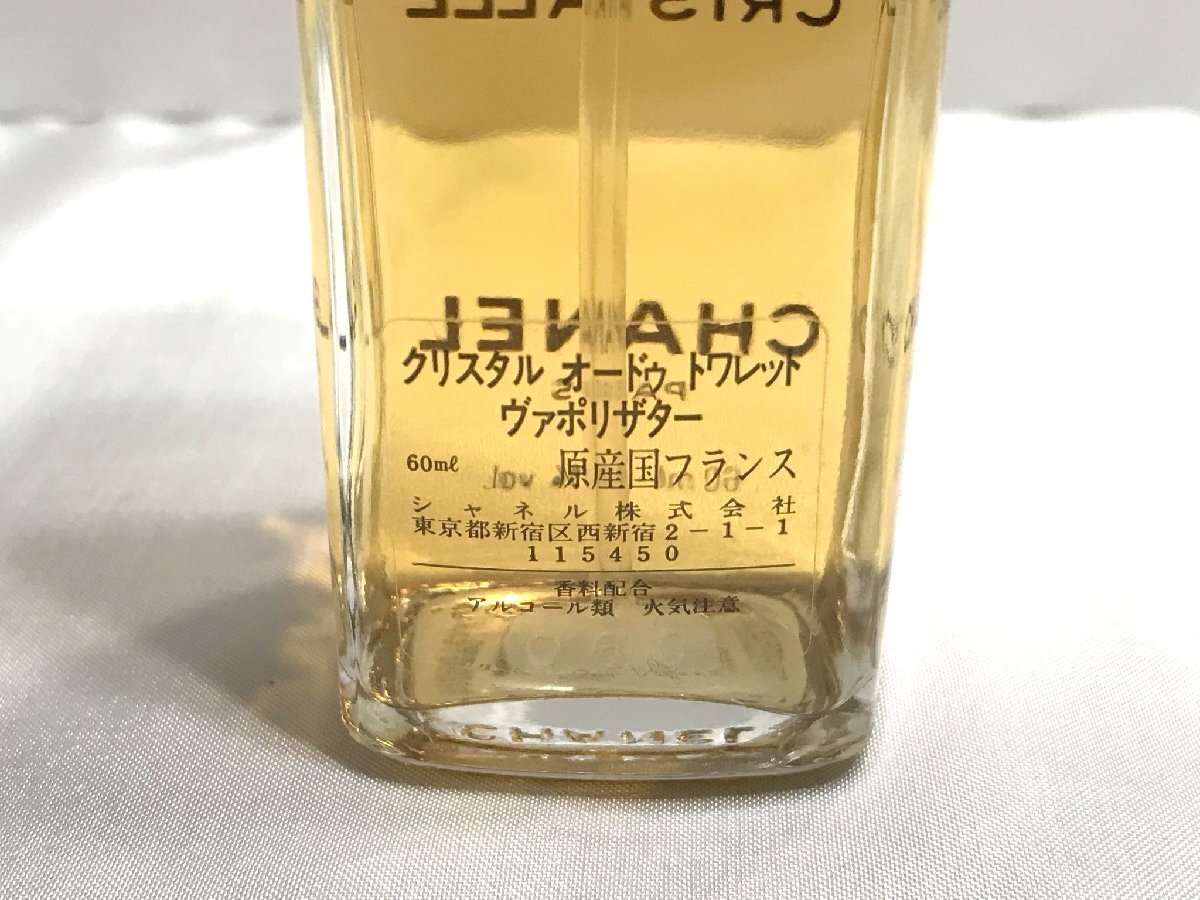 CRISTALLE
CHANEL
クリスタル オードゥ トワレット
ヴァポリザター
60mℓ 原産国フランス
シャネル株式会社
東京都新宿区西新宿2-1-1
115450
香料配合
アルコール類 火気注意
CHANEL